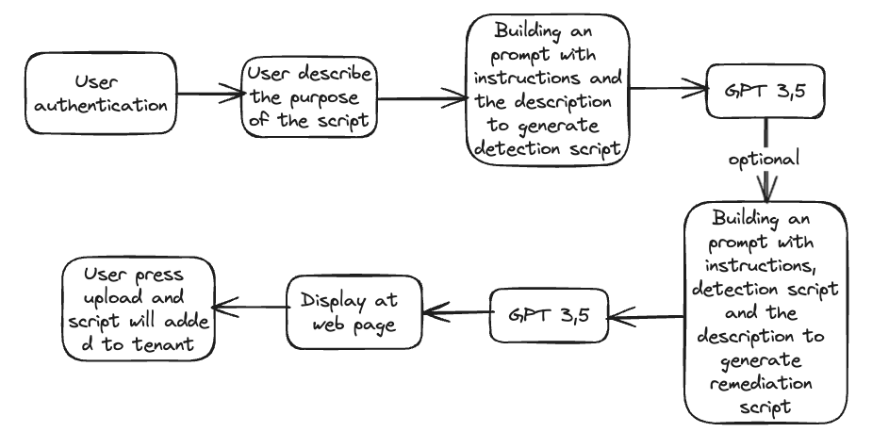 User
authentication
User describe
the purpose
of the script
Building an
prompt with
instructions and
the description
to generate
detection script
GPT 3,5
optional
Building an
prompt with
instructions,
detection script
and the
description to
generate
remediation
script
GPT 3,5
Display at
web page
User press
upload and
script will adde
d to tenant